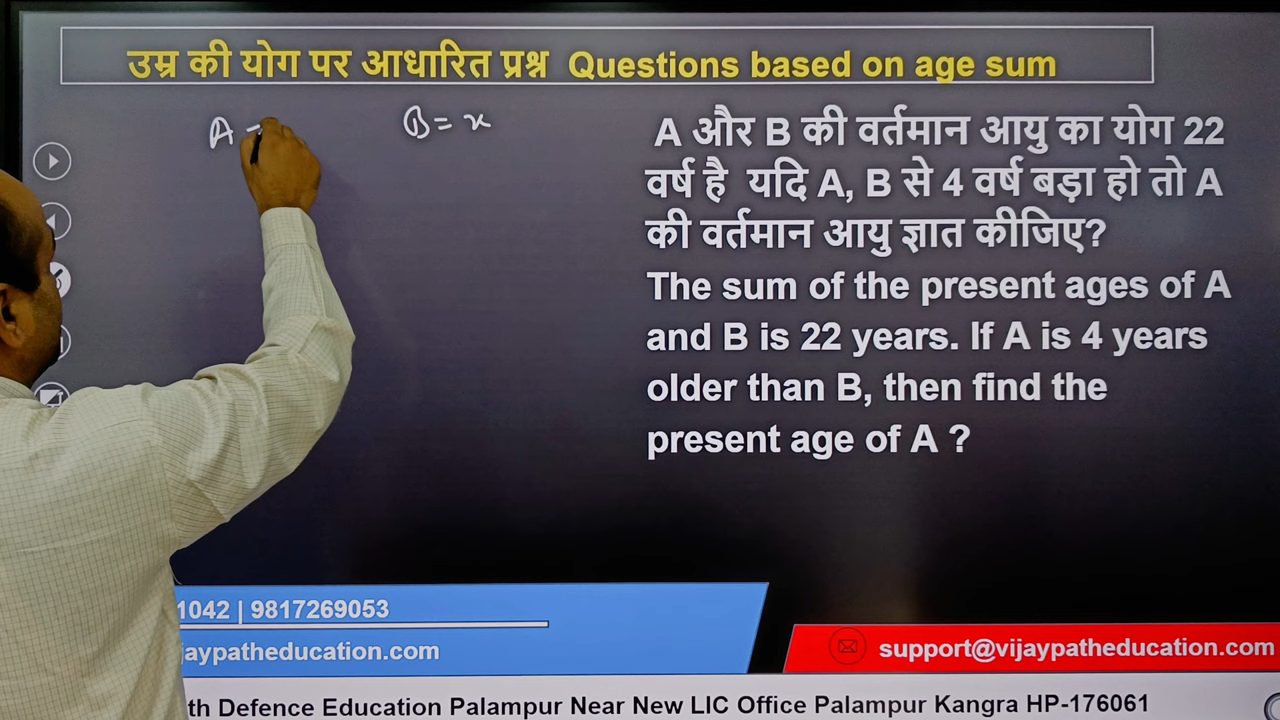 उम्र की योग पर आधारित प्रश्न Questions based on age sum
A =
B = x
A और B की वर्तमान आयु का योग 22
वर्ष है यदि A, B से 4 वर्ष बड़ा हो तो A
की वर्तमान आयु ज्ञात कीजिए?
The sum of the present ages of A
and B is 22 years. If A is 4 years
older than B, then find the
present age of A ?
1042 | 9817269053
jaypatheducation.com
support@vijaypatheducation.com
th Defence Education Palampur Near New LIC Office Palampur Kangra HP-176061